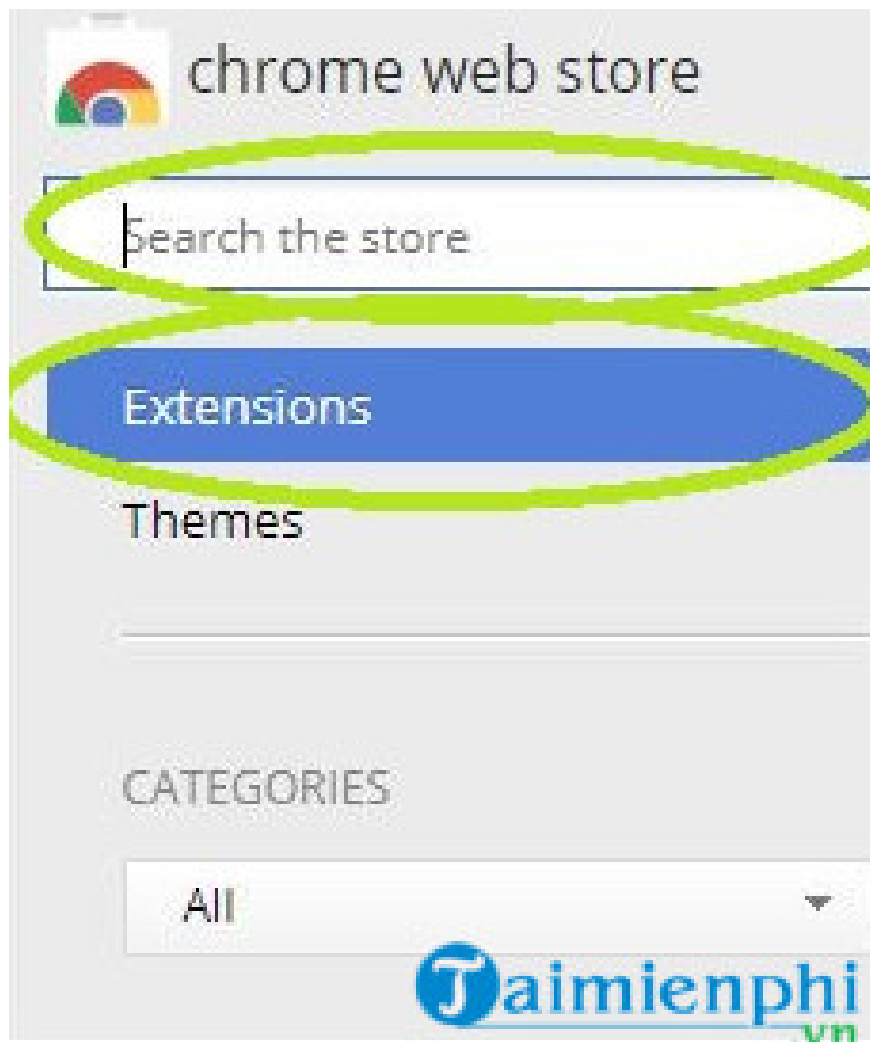 chrome web store
Search the store
Extensions
Themes
CATEGORIES
All
Taimienphi
.vn